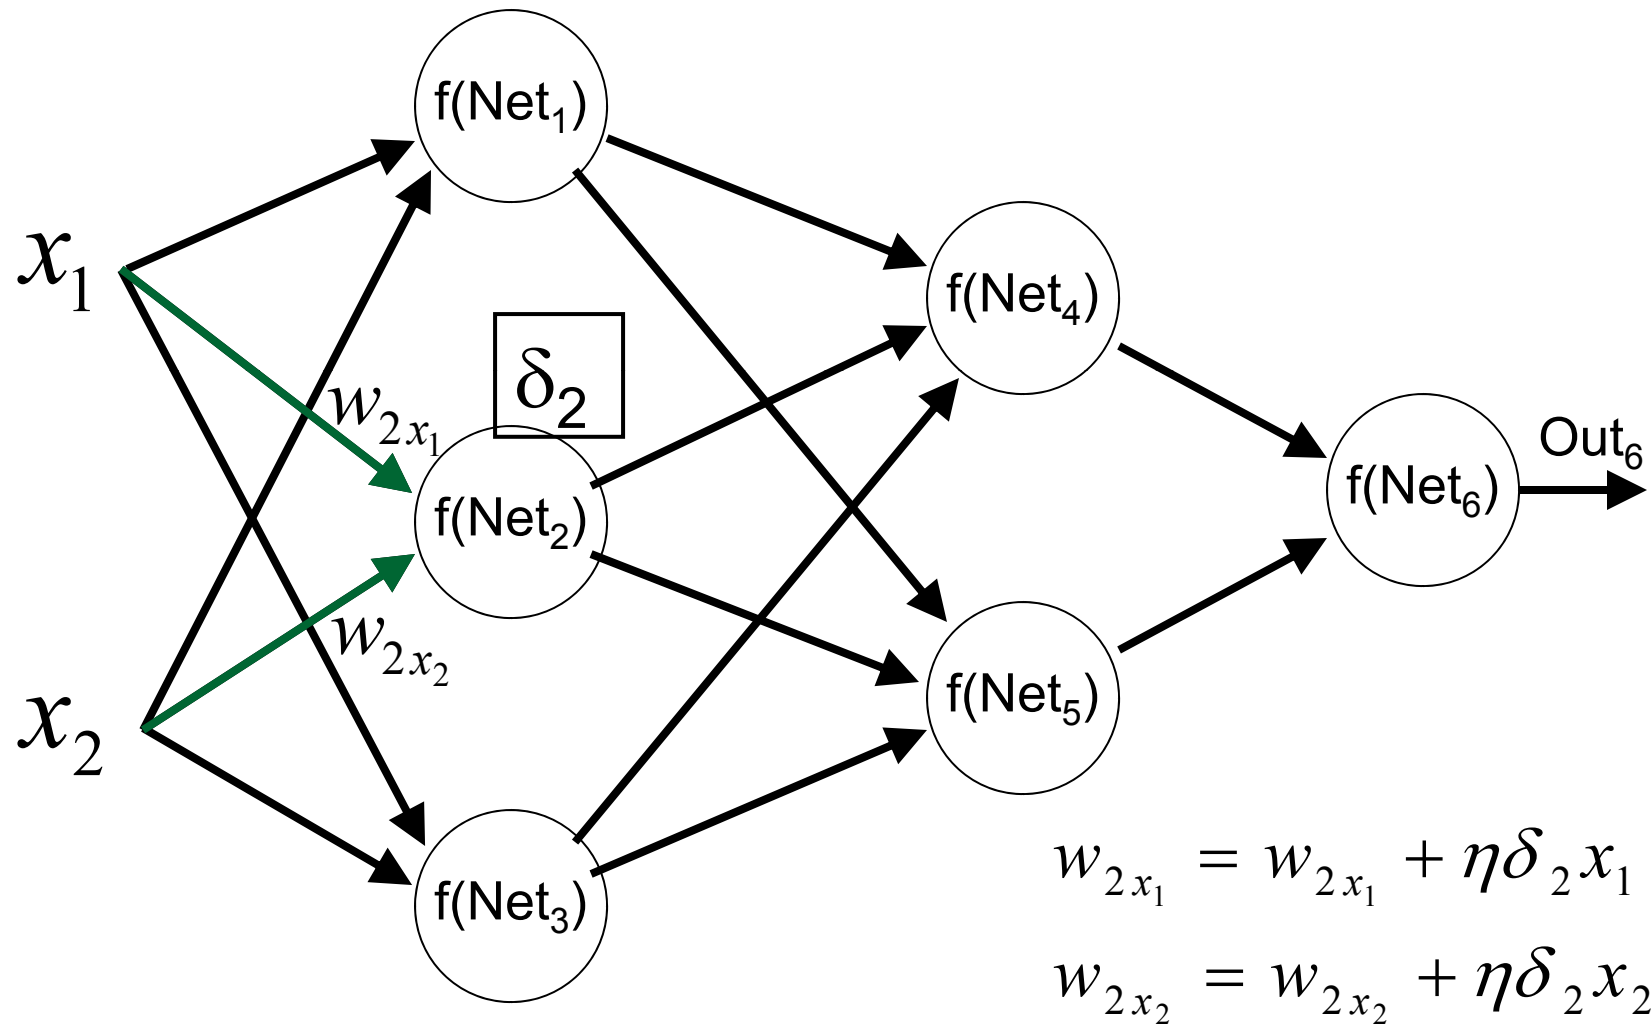 f(Net₁)
x₁
f(Net₄)
δ₂
w₂ₓ₁
Out₆
f(Net₆)
f(Net₂)
w₂ₓ₂
x₂
f(Net₅)
f(Net₃)
w₂ₓ₁ = w₂ₓ₁ + ηδ₂x₁
w₂ₓ₂ = w₂ₓ₂ + ηδ₂x₂